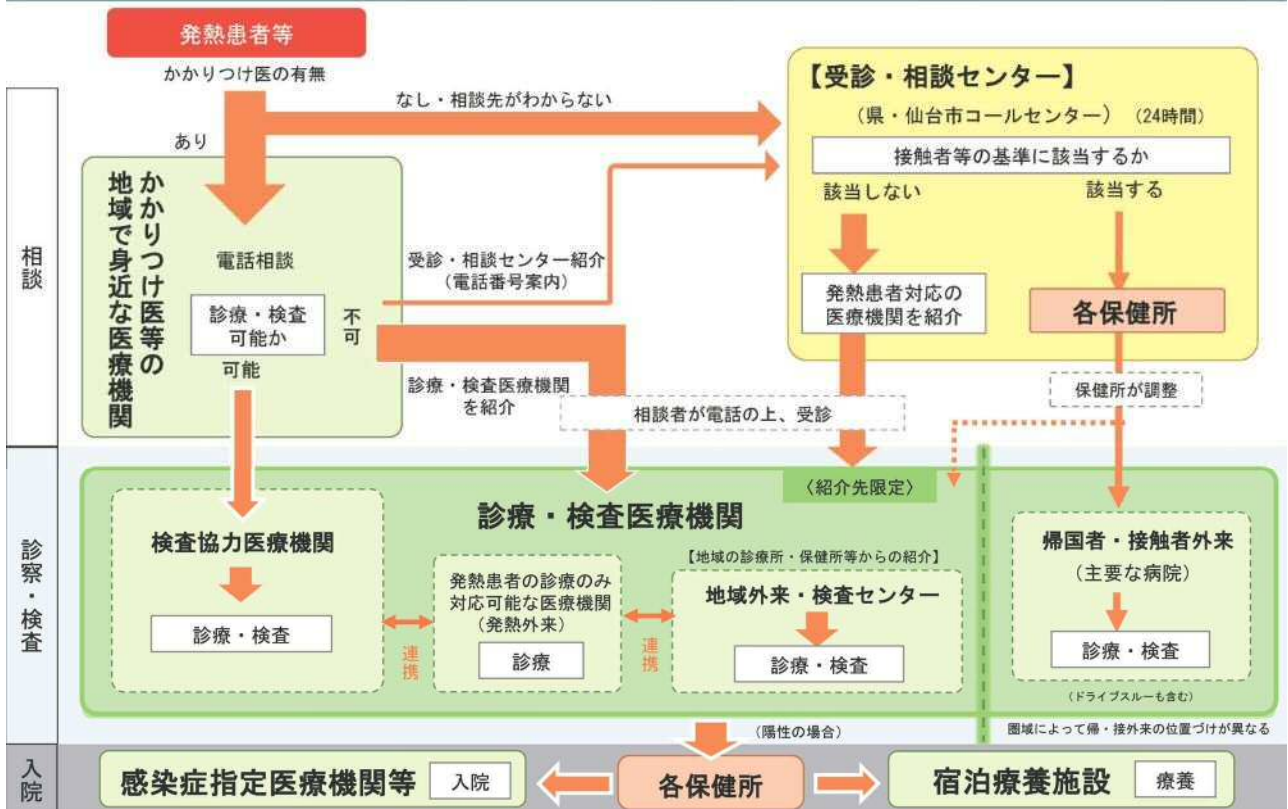 発熱患者等
かかりつけ医の有無
なし・相談先がわからない
あり
【受診・相談センター】
（県・仙台市コールセンター）（24時間）
接触者等の基準に該当するか
該当しない
該当する
発熱患者対応の
医療機関を紹介
各保健所
保健所が調整
相談
かかりつけ医等の
地域で身近な医療機関
電話相談
診療・検査
可能か
不可
可能
受診・相談センター紹介
（電話番号案内）
診療・検査医療機関
を紹介
相談者が電話の上、受診
診察・検査
〈紹介先限定〉
診療・検査医療機関
検査協力医療機関
診療・検査
連携
発熱患者の診療のみ
対応可能な医療機関
（発熱外来）
診療
連携
【地域の診療所・保健所等からの紹介】
地域外来・検査センター
診療・検査
帰国者・接触者外来
（主要な病院）
診療・検査
（ドライブスルーも含む）
圏域によって帰・接外来の位置づけが異なる
（陽性の場合）
入院
感染症指定医療機関等
入院
各保健所
宿泊療養施設
療養